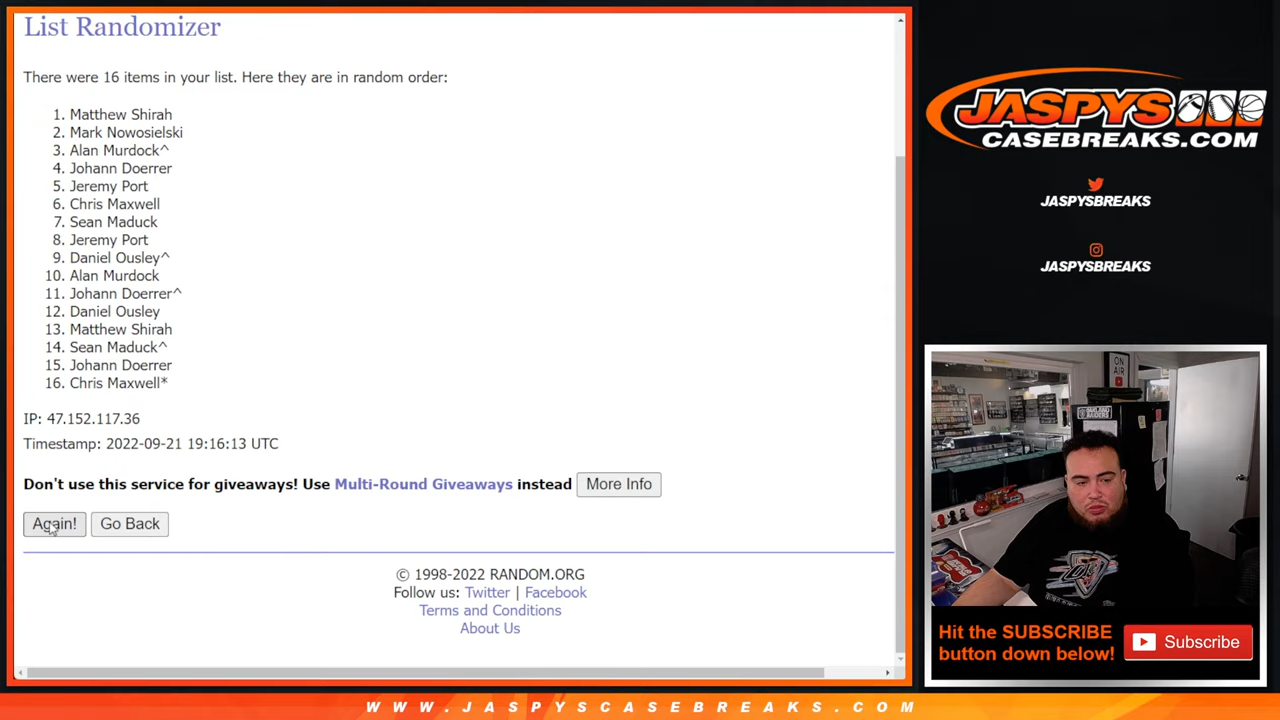 List Randomizer
There were 16 items in your list. Here they are in random order:
1. Matthew Shirah
2. Mark Nowosielski
3. Alan Murdock^
4. Johann Doerrer
5. Jeremy Port
6. Chris Maxwell
7. Sean Maduck
8. Jeremy Port
9. Daniel Ousley^
10. Alan Murdock
11. Johann Doerrer^
12. Daniel Ousley
13. Matthew Shirah
14. Sean Maduck^
15. Johann Doerrer
16. Chris Maxwell*
IP: 47.152.117.36
Timestamp: 2022-09-21 19:16:13 UTC
Don't use this service for giveaways! Use Multi-Round Giveaways instead More Info
Again! Go Back
© 1998-2022 RANDOM.ORG
Follow us: Twitter | Facebook
Terms and Conditions
About Us
JASPYS
CASEBREAKS.COM
JASPYSBREAKS
JASPYSBREAKS
ON
AIR
Hit the SUBSCRIBE
button down below!
Subscribe
WWW.JASPYSCASEBREAKS.COM